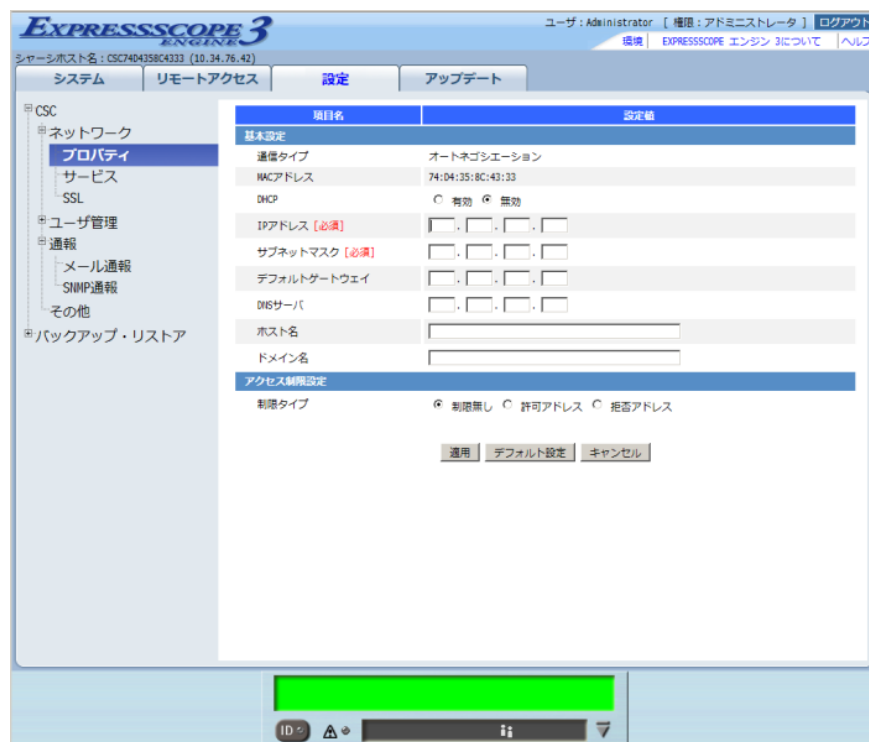 EXPRESSSCOPE 3
ENGINE
ユーザ：Administrator [ 権限：アドミニストレータ ] ログアウト
環境 EXPRESSSCOPE エンジン 3について ヘルプ
シャーシホスト名：CSC74D4358C4333 (10.34.76.42)
システム リモートアクセス 設定 アップデート
CSC
ネットワーク
プロパティ
サービス
SSL
ユーザ管理
通報
メール通報
SNMP通報
その他
バックアップ・リストア
項目名 設定値
基本設定
通信タイプ オートネゴシエーション
MACアドレス 74:D4:35:8C:43:33
DHCP 有効 無効
IPアドレス [必須] . . .
サブネットマスク [必須] . . .
デフォルトゲートウェイ . . .
DNSサーバ . . .
ホスト名
ドメイン名
アクセス制限設定
制限タイプ 制限無し 許可アドレス 拒否アドレス
適用 デフォルト設定 キャンセル
ID